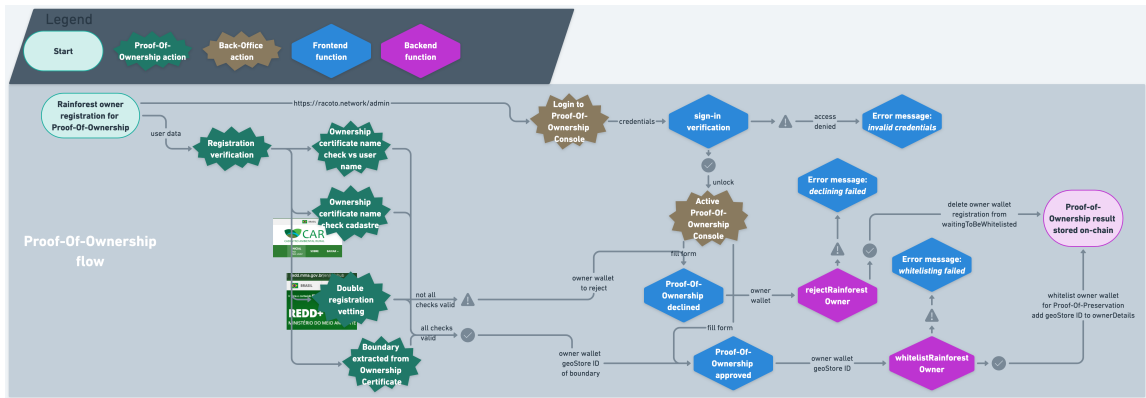 Legend
Start
Proof-Of-
Ownership action
Back-Office
action
Frontend
function
Backend
function
Rainforest owner
registration for
Proof-Of-Ownership
https://racoto.network/admin
user data
Registration
verification
Ownership
certificate name
check vs user
name
Login to
Proof-Of-
Ownership
Console
credentials
sign-in
verification
access
denied
Error message:
invalid credentials
unlock
Ownership
certificate name
check cadastre
Active
Proof-Of-
Ownership
Console
Error message:
declining failed
delete owner wallet
registration from
waitingToBeWhitelisted
Proof-of-
Ownership result
stored on-chain
Proof-Of-Ownership
flow
BRASIL
CAR
HOME
fill form
owner wallet
to reject
Proof-Of-
Ownership
declined
owner
wallet
rejectRainforest
Owner
Error message:
whitelisting failed
BRASIL
REDD+
MINISTÉRIO DO MEIO
Double
registration
vetting
not all
checks valid
all checks
valid
fill form
whitelist owner wallet
for Proof-Of-Preservation
add geoStore ID to ownerDetails
Boundary
extracted from
Ownership
Certificate
owner wallet
geoStore ID
of boundary
Proof-Of-
Ownership
approved
owner wallet
geoStore ID
whitelistRainforest
Owner